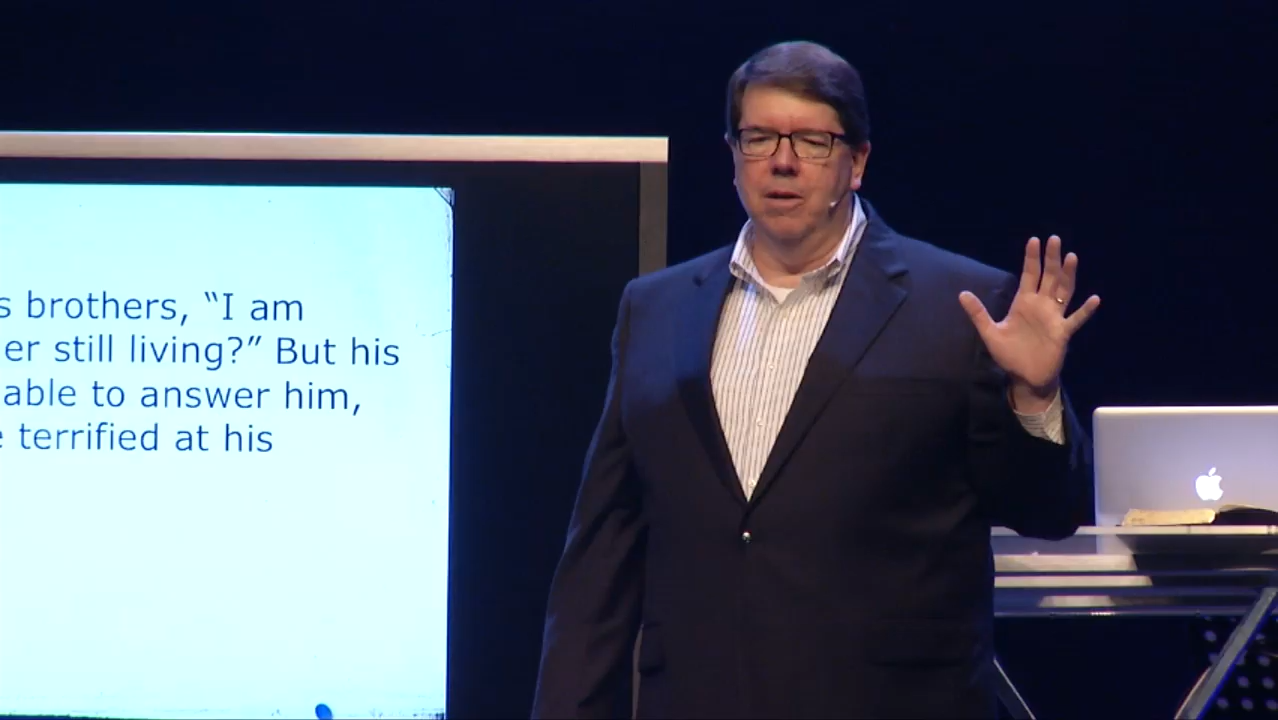 s brothers, “I am
er still living?” But his
able to answer him,
e terrified at his